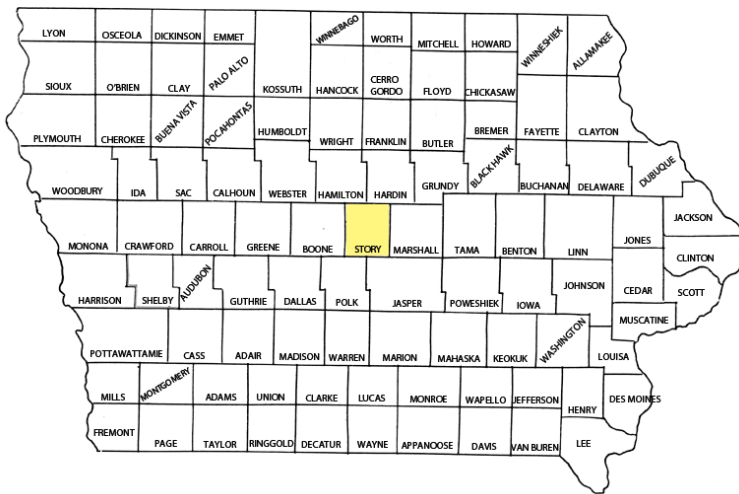 LYON OSCEOLA DICKINSON EMMET WINNEBAGO WORTH MITCHELL HOWARD WINNESHIEK ALLAMAKEE
SIOUX O'BRIEN CLAY PALO ALTO KOSSUTH HANCOCK CERRO GORDO FLOYD CHICKASAW
PLYMOUTH CHEROKEE BUENA VISTA POCAHONTAS HUMBOLDT WRIGHT FRANKLIN BUTLER BREMER FAYETTE CLAYTON
WOODBURY IDA SAC CALHOUN WEBSTER HAMILTON HARDIN GRUNDY BLACK HAWK BUCHANAN DELAWARE DUBUQUE
MONONA CRAWFORD CARROLL GREENE BOONE STORY MARSHALL TAMA BENTON LINN JONES JACKSON
CLINTON
HARRISON SHELBY AUDUBON GUTHRIE DALLAS POLK JASPER POWESHIEK IOWA JOHNSON CEDAR SCOTT
MUSCATINE
POTTAWATTAMIE CASS ADAIR MADISON WARREN MARION MAHASKA KEOKUK WASHINGTON LOUISA
MILLS MONTGOMERY ADAMS UNION CLARKE LUCAS MONROE WAPELLO JEFFERSON HENRY DES MOINES
FREMONT PAGE TAYLOR RINGGOLD DECATUR WAYNE APPANOOSE DAVIS VAN BUREN LEE